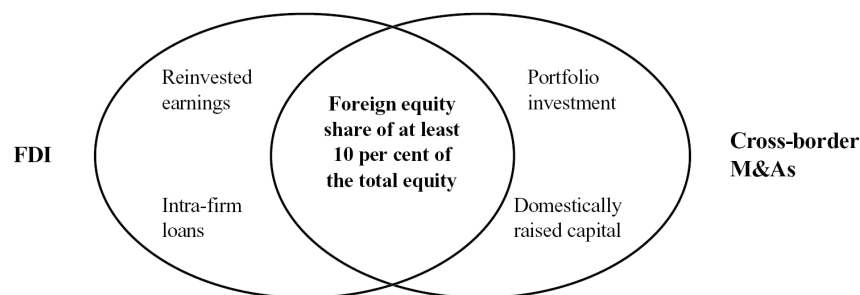 FDI
Reinvested
earnings
Intra-firm
loans
Foreign equity
share of at least
10 per cent of
the total equity
Portfolio
investment
Domestically
raised capital
Cross-border
M&As